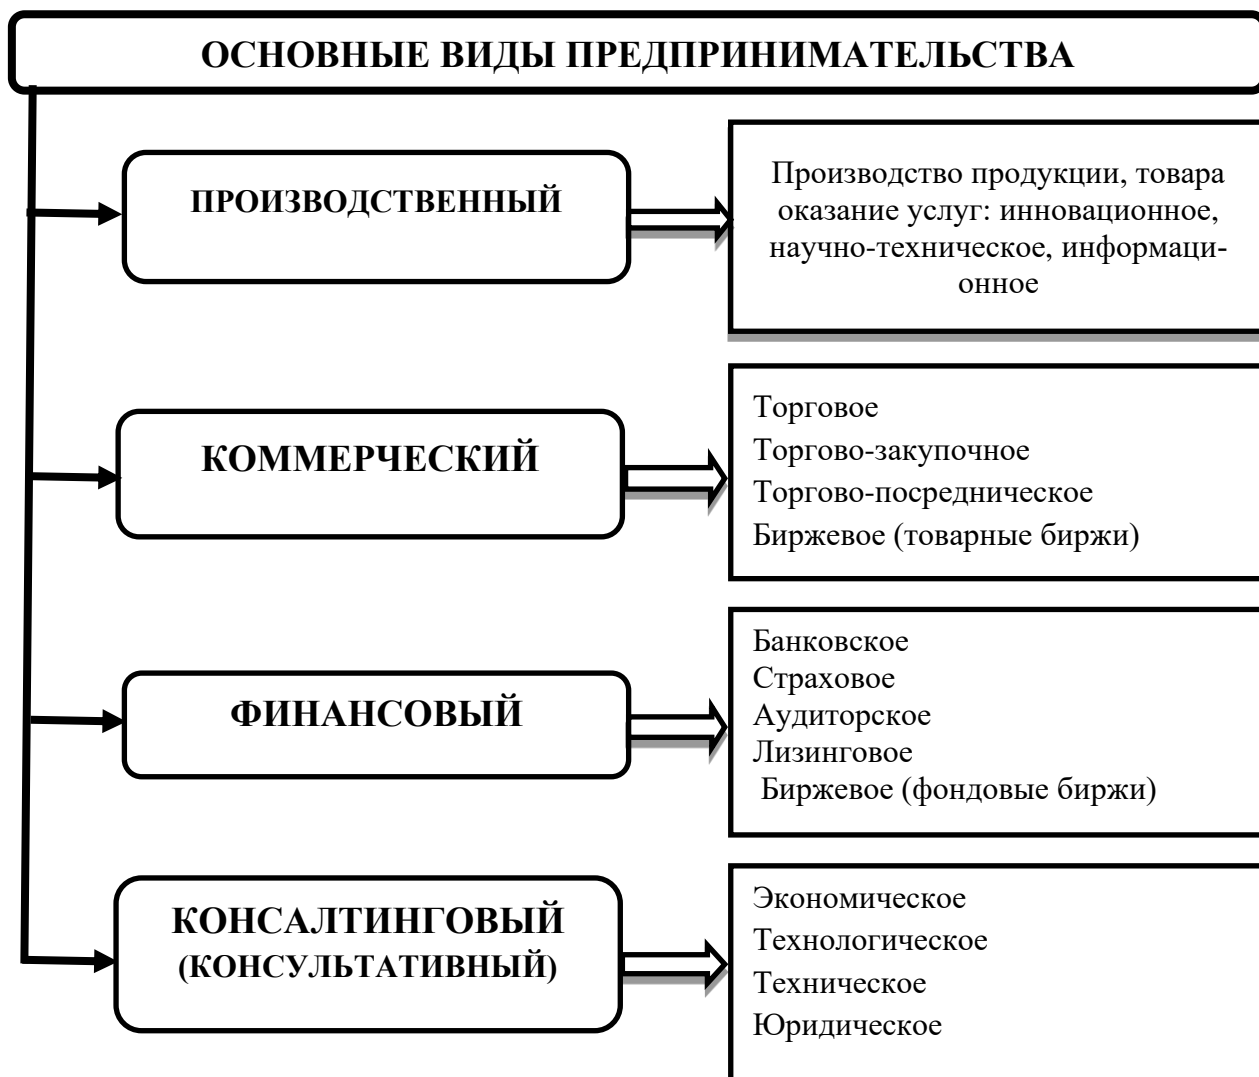 ОСНОВНЫЕ ВИДЫ ПРЕДПРИНИМАТЕЛЬСТВА
ПРОИЗВОДСТВЕННЫЙ
Производство продукции, товара
оказание услуг: инновационное,
научно-техническое, информаци-
онное
КОММЕРЧЕСКИЙ
Торговое
Торгово-закупочное
Торгово-посредническое
Биржевое (товарные биржи)
ФИНАНСОВЫЙ
Банковское
Страховое
Аудиторское
Лизинговое
Биржевое (фондовые биржи)
КОНСАЛТИНГОВЫЙ
(КОНСУЛЬТАТИВНЫЙ)
Экономическое
Технологическое
Техническое
Юридическое